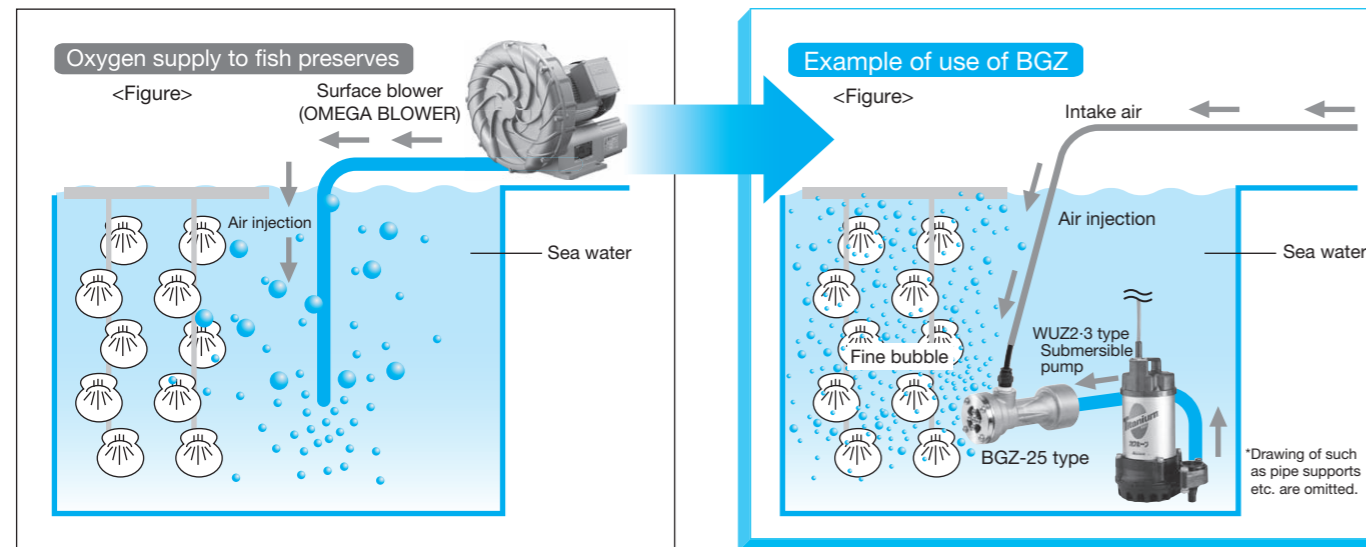 Oxygen supply to fish preserves
<Figure>
Surface blower
(OMEGA BLOWER)
Air injection
Sea water
Example of use of BGZ
<Figure>
Intake air
Air injection
Sea water
WUZ2·3 type
Submersible
pump
Fine bubble
Titanium
BGZ-25 type
*Drawing of such
as pipe supports
etc. are omitted.